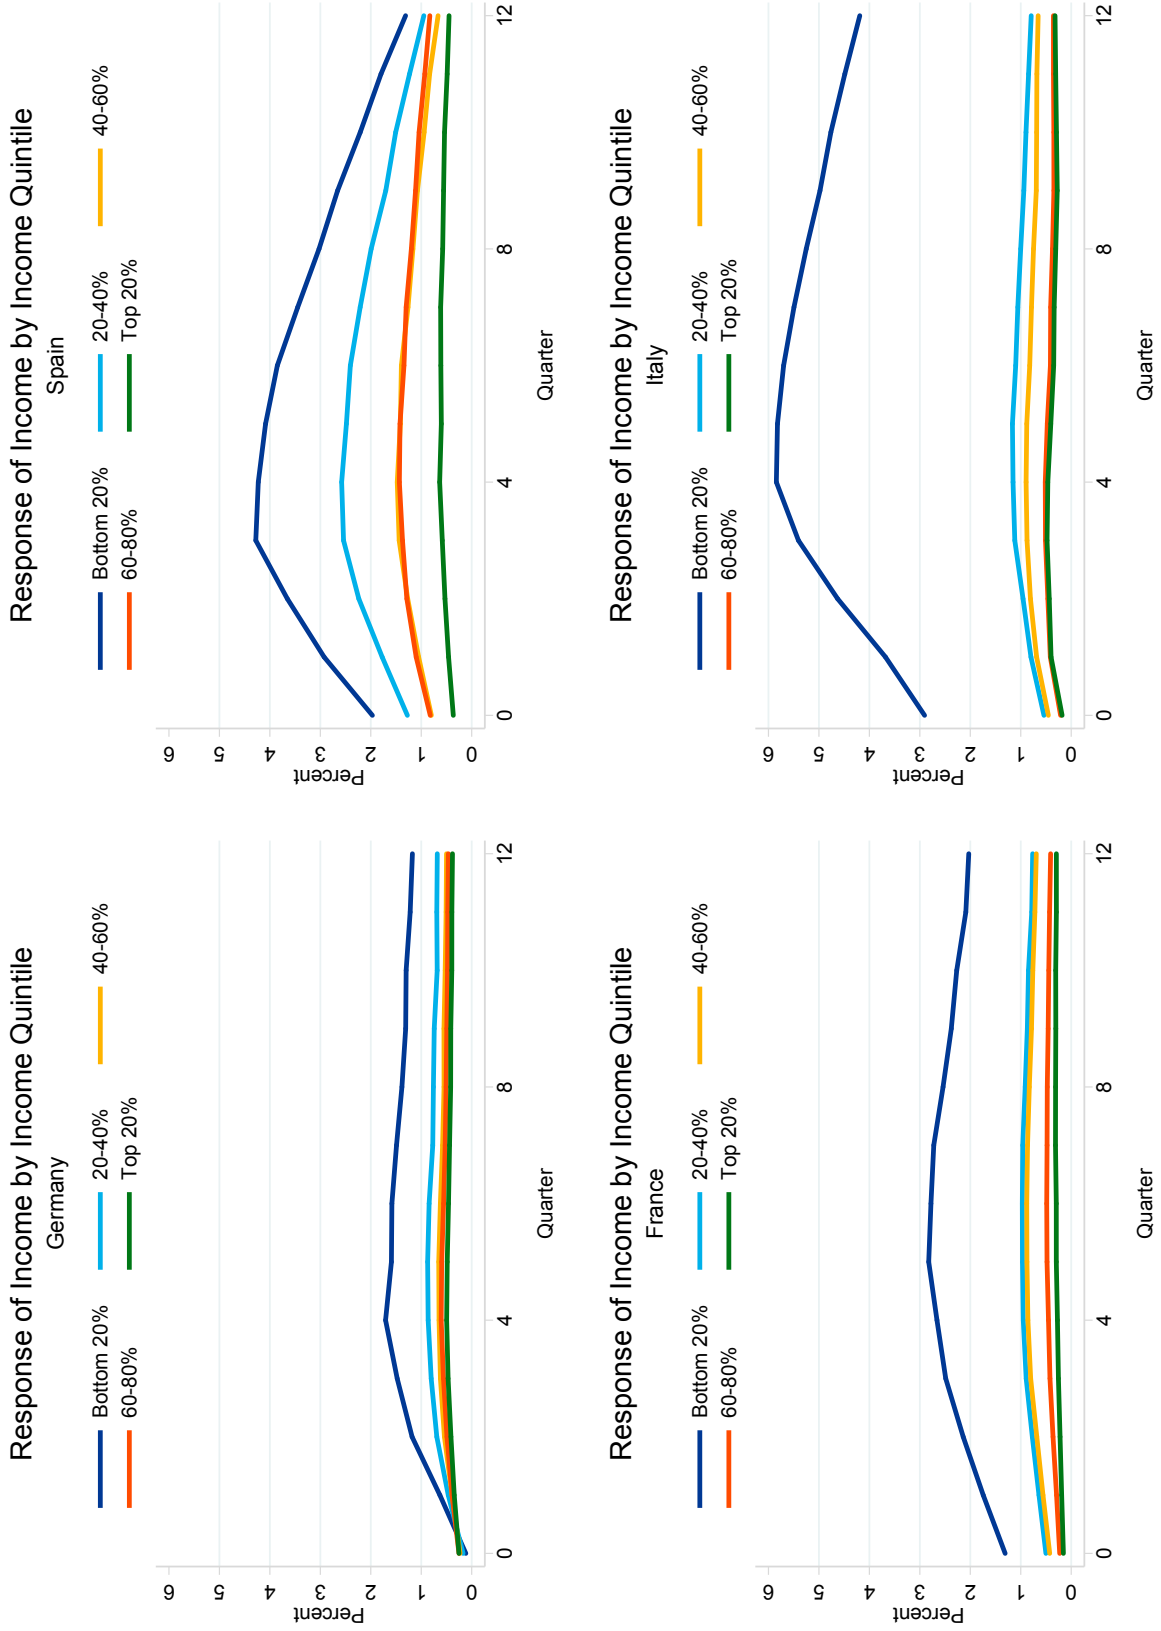 Response of Income by Income Quintile
Germany
Bottom 20% 20-40% 40-60%
60-80% Top 20%
6
5
4
3
2
1
0
Percent
0 4 8 12
Quarter
Response of Income by Income Quintile
Spain
Bottom 20% 20-40% 40-60%
60-80% Top 20%
6
5
4
3
2
1
0
Percent
0 4 8 12
Quarter
Response of Income by Income Quintile
France
Bottom 20% 20-40% 40-60%
60-80% Top 20%
6
5
4
3
2
1
0
Percent
0 4 8 12
Quarter
Response of Income by Income Quintile
Italy
Bottom 20% 20-40% 40-60%
60-80% Top 20%
6
5
4
3
2
1
0
Percent
0 4 8 12
Quarter